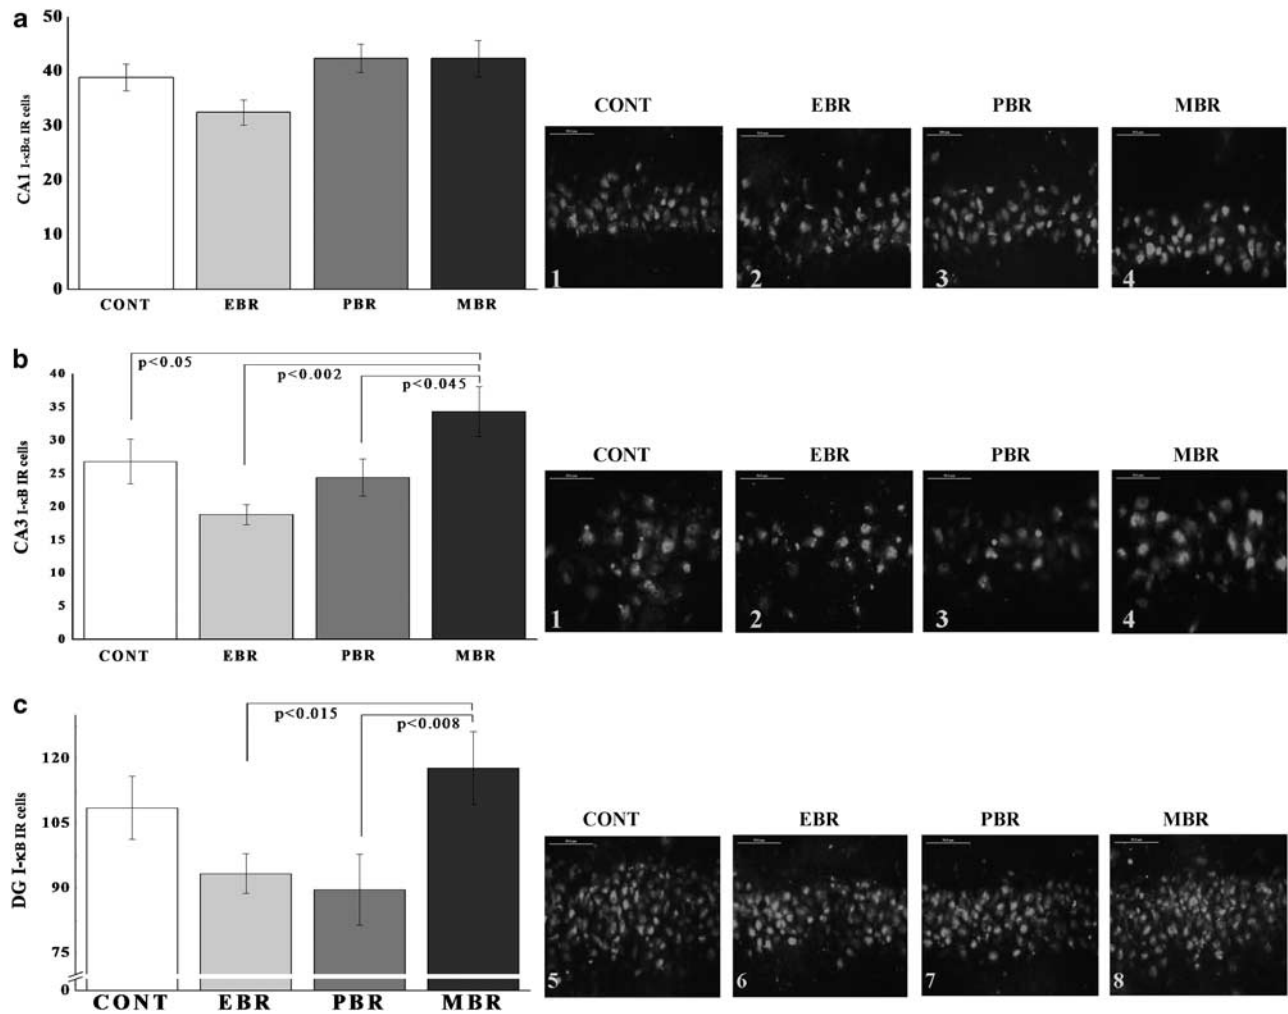 a
50
40
30
20
10
0
CA1 I-κBα IR cells
CONT EBR PBR MBR
CONT EBR PBR MBR
1 2 3 4
b
p<0.05
p<0.002
p<0.045
40
35
30
25
20
15
10
5
0
CA3 I-κB IR cells
CONT EBR PBR MBR
CONT EBR PBR MBR
1 2 3 4
c
p<0.015
p<0.008
120
105
90
75
0
DG I-κB IR cells
CONT EBR PBR MBR
CONT EBR PBR MBR
5 6 7 8